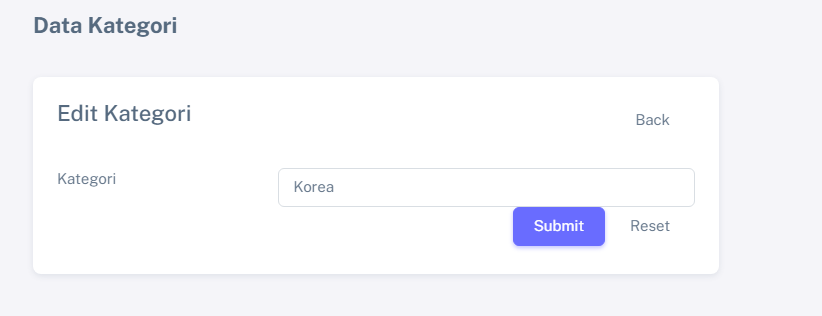 Data Kategori
Edit Kategori
Back
Kategori
Korea
Submit
Reset